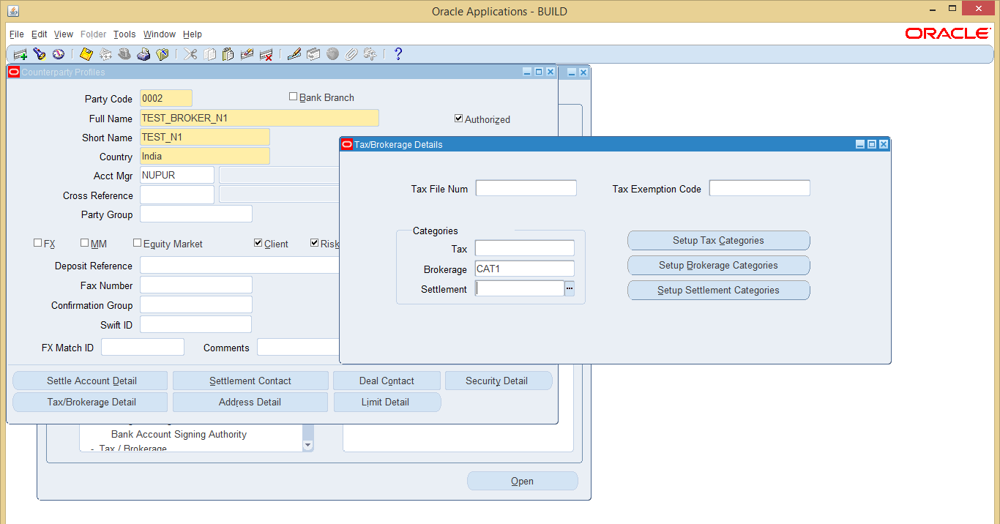 Oracle Applications - BUILD
File Edit View Folder Tools Window Help
ORACLE
Counterparty Profiles
Party Code 0002 Bank Branch
Full Name TEST_BROKER_N1 Authorized
Short Name TEST_N1
Country India
Acct Mgr NUPUR
Cross Reference
Party Group
FX MM Equity Market Client Risk
Deposit Reference
Fax Number
Confirmation Group
Swift ID
FX Match ID Comments
Settle Account Detail Settlement Contact Deal Contact Security Detail
Tax/Brokerage Detail Address Detail Limit Detail
Tax/Brokerage Details
Tax File Num Tax Exemption Code
Categories
Tax
Brokerage CAT1
Settlement ...
Setup Tax Categories
Setup Brokerage Categories
Setup Settlement Categories
Bank Account Signing Authority
- Tax / Brokerage
Open